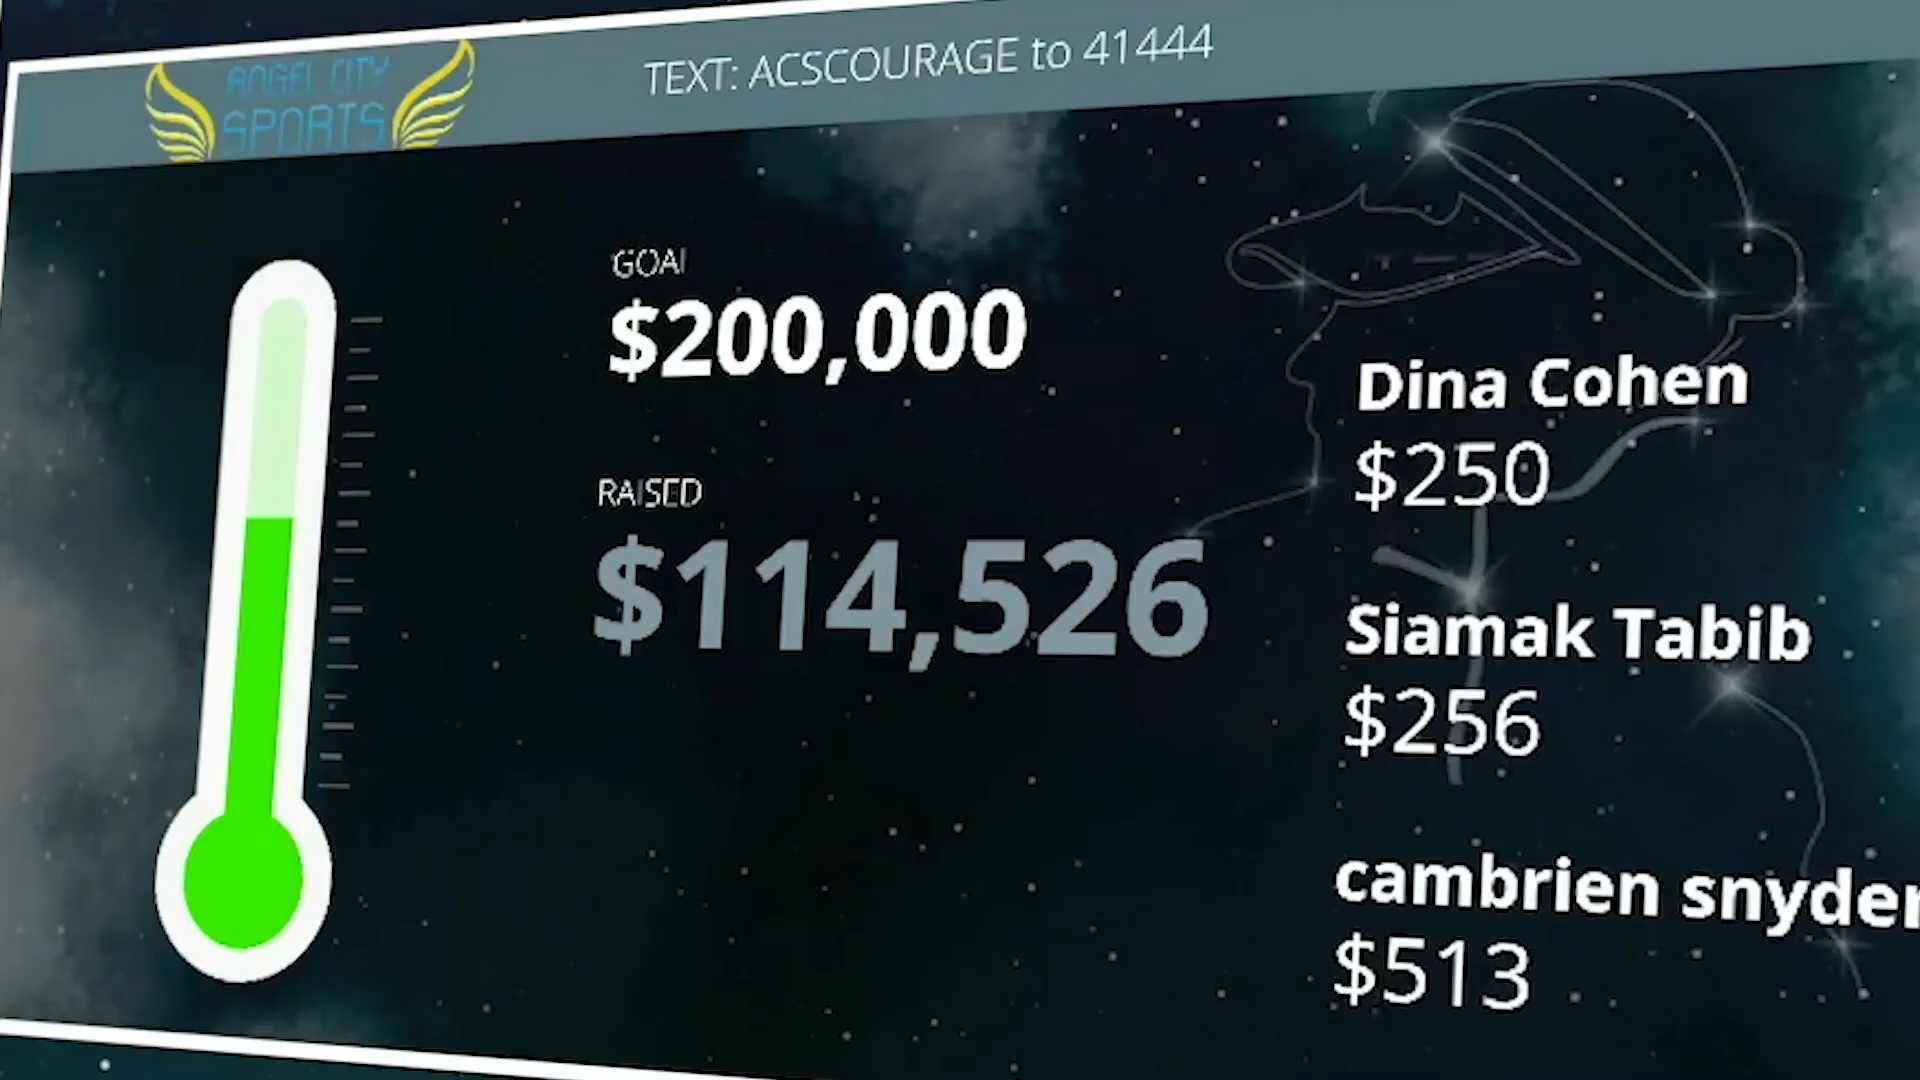 ANGEL CITY
SPORTS
TEXT: ACSCOURAGE to 41444
GOAL
$200,000
RAISED
$114,526
Dina Cohen
$250
Siamak Tabib
$256
cambrien snyder
$513